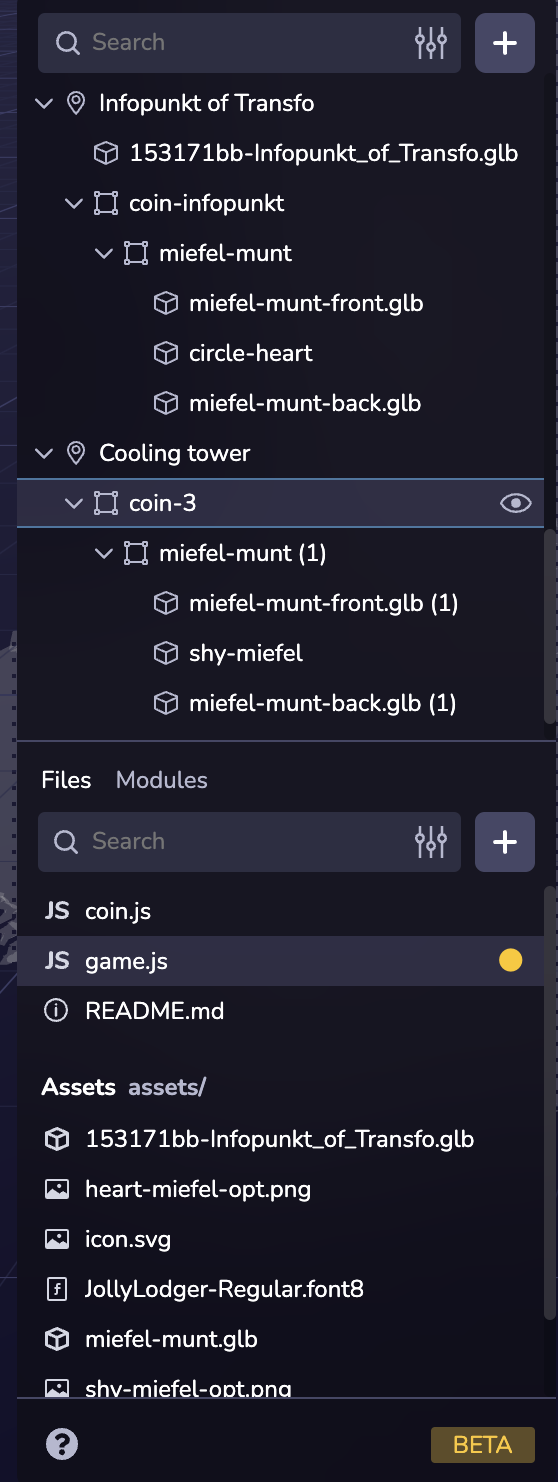 Search
Infopunkt of Transfo
153171bb-Infopunkt_of_Transfo.glb
coin-infopunkt
miefel-munt
miefel-munt-front.glb
circle-heart
miefel-munt-back.glb
Cooling tower
coin-3
miefel-munt (1)
miefel-munt-front.glb (1)
shy-miefel
miefel-munt-back.glb (1)
Files Modules
Search
JS coin.js
JS game.js
README.md
Assets assets/
153171bb-Infopunkt_of_Transfo.glb
heart-miefel-opt.png
icon.svg
JollyLodger-Regular.font8
miefel-munt.glb
shy-miefel-opt.png
BETA